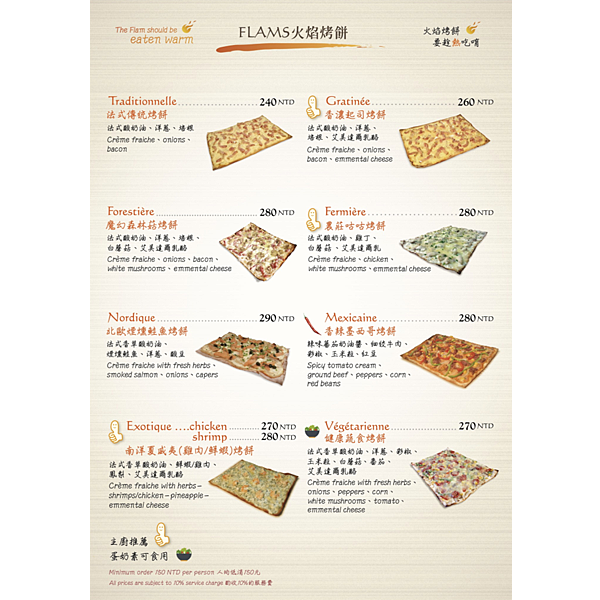 The Flam should be
eaten warm
FLAMS火焰烤餅
火焰烤餅
要趁熱吃唷
Traditionnelle 240 NTD
法式傳統烤餅
法式酸奶油、洋蔥、培根
Crème fraîche、onions、
bacon
Gratinée 260 NTD
香濃起司烤餅
法式酸奶油、洋蔥、
培根、艾美達爾乳酪
Crème fraîche、onions、
bacon、emmental cheese
Forestière 280 NTD
魔幻森林菇烤餅
法式酸奶油、洋蔥、培根、
白蘑菇、艾美達爾乳酪
Crème fraîche、onions、bacon、
white mushrooms、emmental cheese
Fermière 280 NTD
農莊咕咕烤餅
法式酸奶油、雞丁、
白蘑菇、艾美達爾乳
Crème fraîche、chicken、
white mushrooms、emmental cheese
Nordique 290 NTD
北歐煙燻鮭魚烤餅
法式香草酸奶油、
煙燻鮭魚、洋蔥、酸豆
Crème fraîche with fresh herbs、
smoked salmon、onions、capers
Mexicaine 280 NTD
香辣墨西哥烤餅
辣味蕃茄奶油醬、細絞牛肉、
彩椒、玉米粒、紅豆
Spicy tomato cream、
ground beef、peppers、corn、
red beans
Exotique ....chicken 270 NTD
shrimp 280 NTD
南洋夏威夷(雞肉/鮮蝦)烤餅
法式香草酸奶油、鮮蝦/雞肉、
鳳梨、艾美達爾乳酪
Crème fraîche with herbs–
shrimps/chicken–pineapple–
emmental cheese
Végétarienne 270 NTD
健康蔬食烤餅
法式香草酸奶油、洋蔥、彩椒、
玉米粒、白蘑菇、番茄、
艾美達爾乳酪
Crème fraîche with fresh herbs、
onions、peppers、corn、
white mushrooms、tomato、
emmental cheese
主廚推薦
蛋奶素可食用
Minimum order 150 NTD per person 人均低消150元
All prices are subject to 10% service charge 酌收10%的服務費